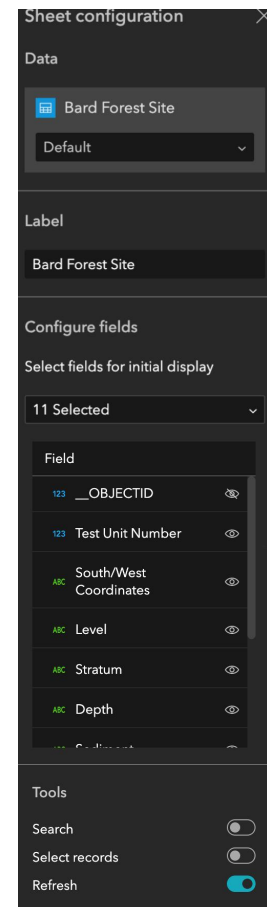 Sheet configuration
Data
Bard Forest Site
Default
Label
Bard Forest Site
Configure fields
Select fields for initial display
11 Selected
Field
123 __OBJECTID
123 Test Unit Number
ABC South/West
Coordinates
ABC Level
ABC Stratum
ABC Depth
Sediment
Tools
Search
Select records
Refresh